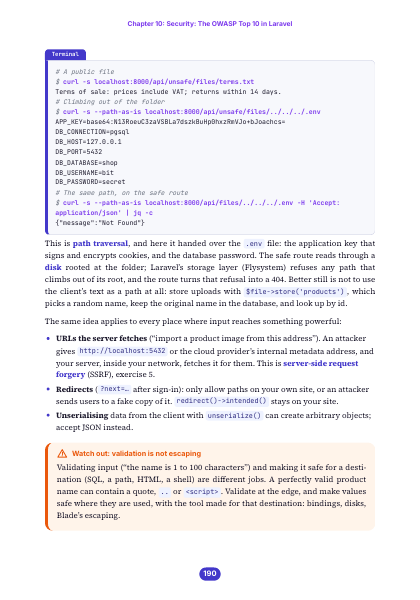 Chapter 10: Security: The OWASP Top 10 in Laravel
Terminal
# A public file
$ curl -s localhost:8000/api/unsafe/files/terms.txt
Terms of sale: prices include VAT; returns within 14 days.
# Climbing out of the folder
$ curl -s --path-as-is localhost:8000/api/unsafe/files/../../../.env
DB_CONNECTION=pgsql
DB_HOST=127.0.0.1
DB_PORT=5432
DB_DATABASE=shop
DB_USERNAME=bit
DB_PASSWORD=secret
# The same path, on the safe route
$ curl -s --path-as-is localhost:8000/api/files/../../../.env -H 'Accept:
application/json' | jq -c
{"message":"Not Found"}
This is path traversal, and here it handed over the .env file: the application key that
signs and encrypts cookies, and the database password. The safe route reads through a
disk rooted at the folder; Laravel's storage layer (Flysystem) refuses any path that
climbs out of its root, and the route turns that refusal into a 404. Better still is not to use
the client's text as a path at all: store uploads with $file->store('products'), which
picks a random name, keep the original name in the database, and look up by id.
The same idea applies to every place where input reaches something powerful:
• URLs the server fetches (“import a product image from this address”). An attacker
gives http://localhost:5432 or the cloud provider's internal metadata address, and
your server, inside your network, fetches it for them. This is server-side request
forgery (SSRF), exercise 5.
• Redirects (?next=… after sign-in): only allow paths on your own site, or an attacker
sends users to a fake copy of it. redirect()->intended() stays on your site.
• Unserialising data from the client with unserialize() can create arbitrary objects;
accept JSON instead.
Watch out: validation is not escaping
Validating input (“the name is 1 to 100 characters”) and making it safe for a desti-
nation (SQL, a path, HTML, a shell) are different jobs. A perfectly valid product
name can contain a quote, .. or <script>. Validate at the edge, and make values
safe where they are used, with the tool made for that destination: bindings, disks,
Blade's escaping.
190